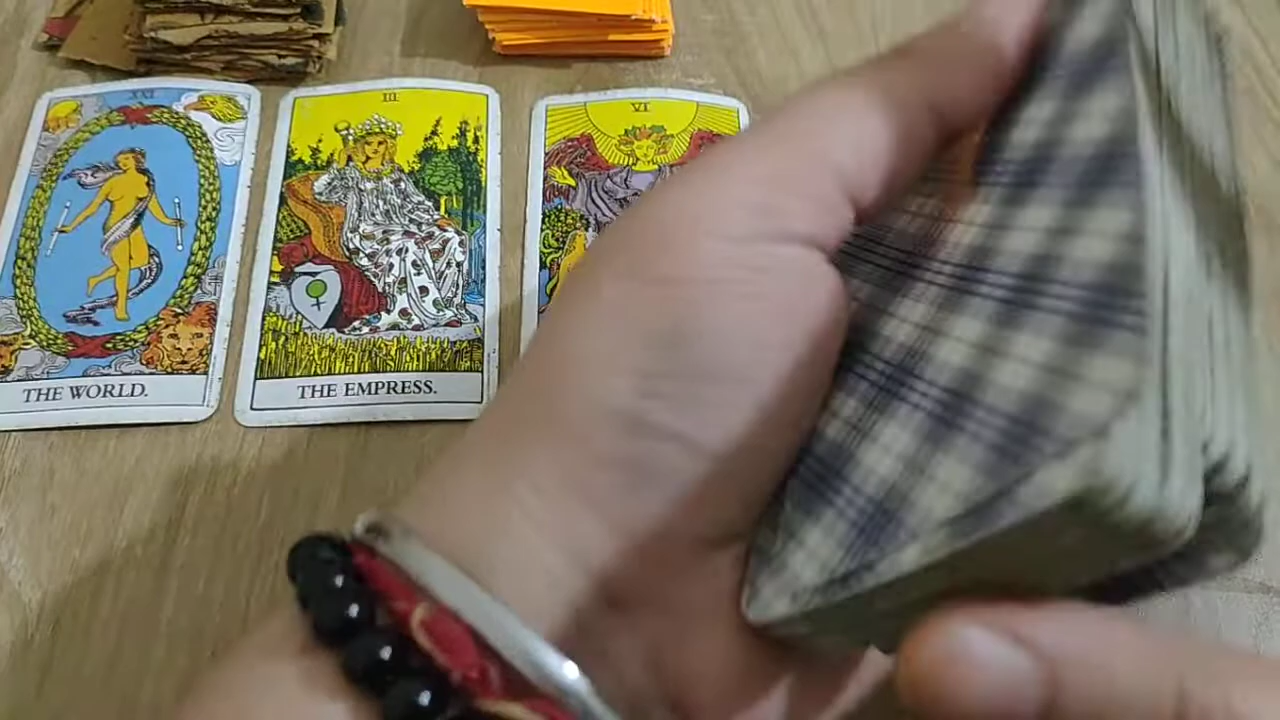 XXI
III
VI
THE WORLD.
THE EMPRESS.